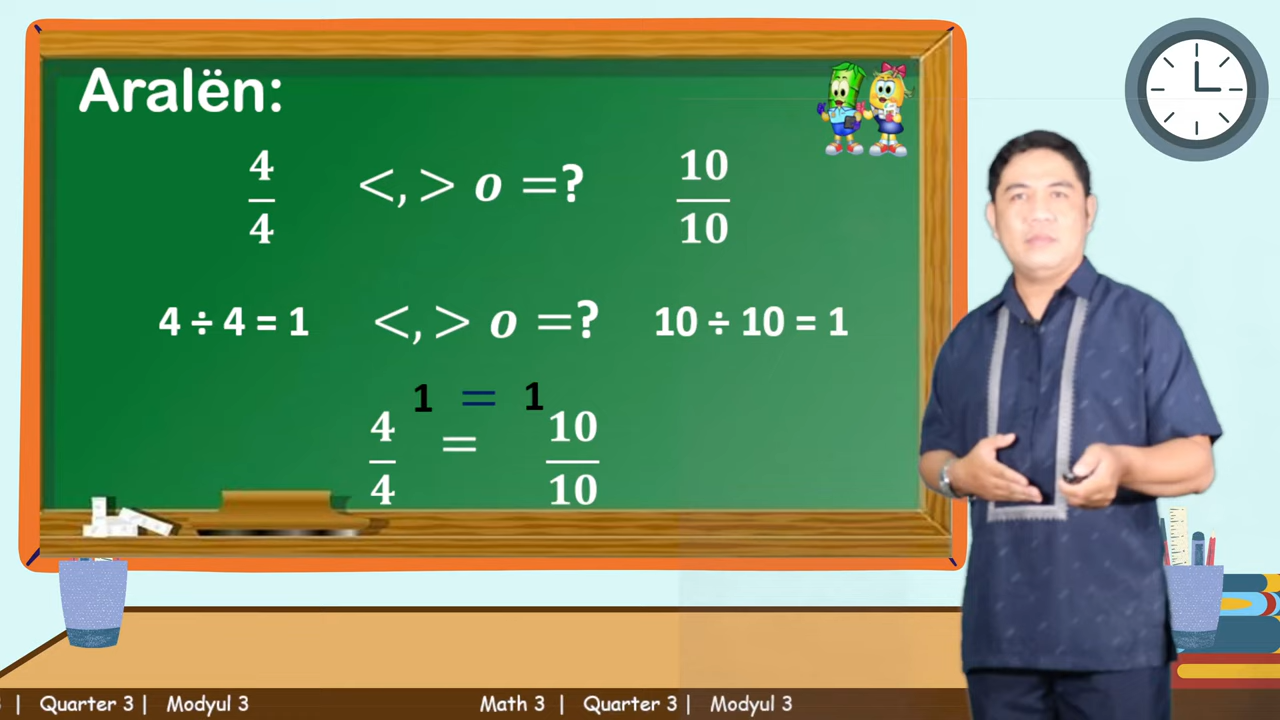 Aralën:
4/4 <, > o =? 10/10
4 ÷ 4 = 1 <, > o =? 10 ÷ 10 = 1
1 = 1
4/4 = 10/10
| Quarter 3 | Modyul 3 Math 3 | Quarter 3 | Modyul 3